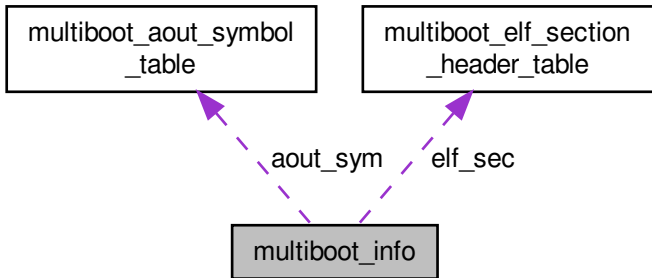 multiboot_aout_symbol
_table
multiboot_elf_section
_header_table
aout_sym
elf_sec
multiboot_info